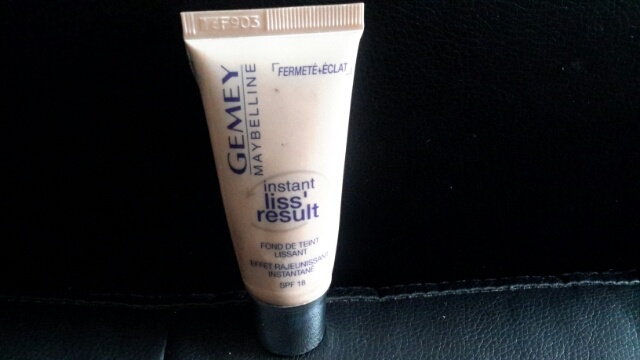 GEMEY
MAYBELLINE
FERMETÉ+ÉCLAT
instant
liss'
result
FOND DE TEINT
LISSANT
EFFET RAJEUNISSANT
INSTANTANÉ
SPF 18